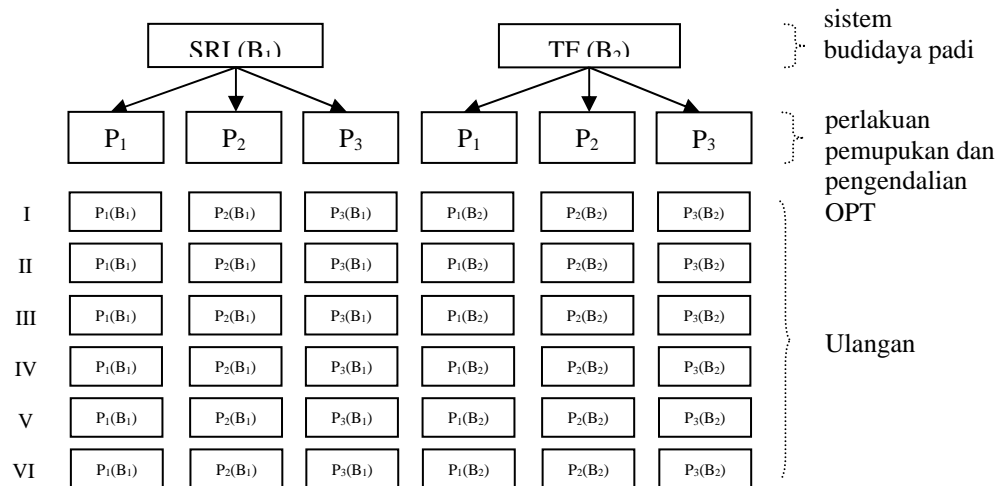 SRI (B₁)
TF (B₂)
sistem
budidaya padi
P₁ P₂ P₃ P₁ P₂ P₃
perlakuan
pemupukan dan
pengendalian
OPT
I P₁(B₁) P₂(B₁) P₃(B₁) P₁(B₂) P₂(B₂) P₃(B₂)
II P₁(B₁) P₂(B₁) P₃(B₁) P₁(B₂) P₂(B₂) P₃(B₂)
III P₁(B₁) P₂(B₁) P₃(B₁) P₁(B₂) P₂(B₂) P₃(B₂)
Ulangan
IV P₁(B₁) P₂(B₁) P₃(B₁) P₁(B₂) P₂(B₂) P₃(B₂)
V P₁(B₁) P₂(B₁) P₃(B₁) P₁(B₂) P₂(B₂) P₃(B₂)
VI P₁(B₁) P₂(B₁) P₃(B₁) P₁(B₂) P₂(B₂) P₃(B₂)